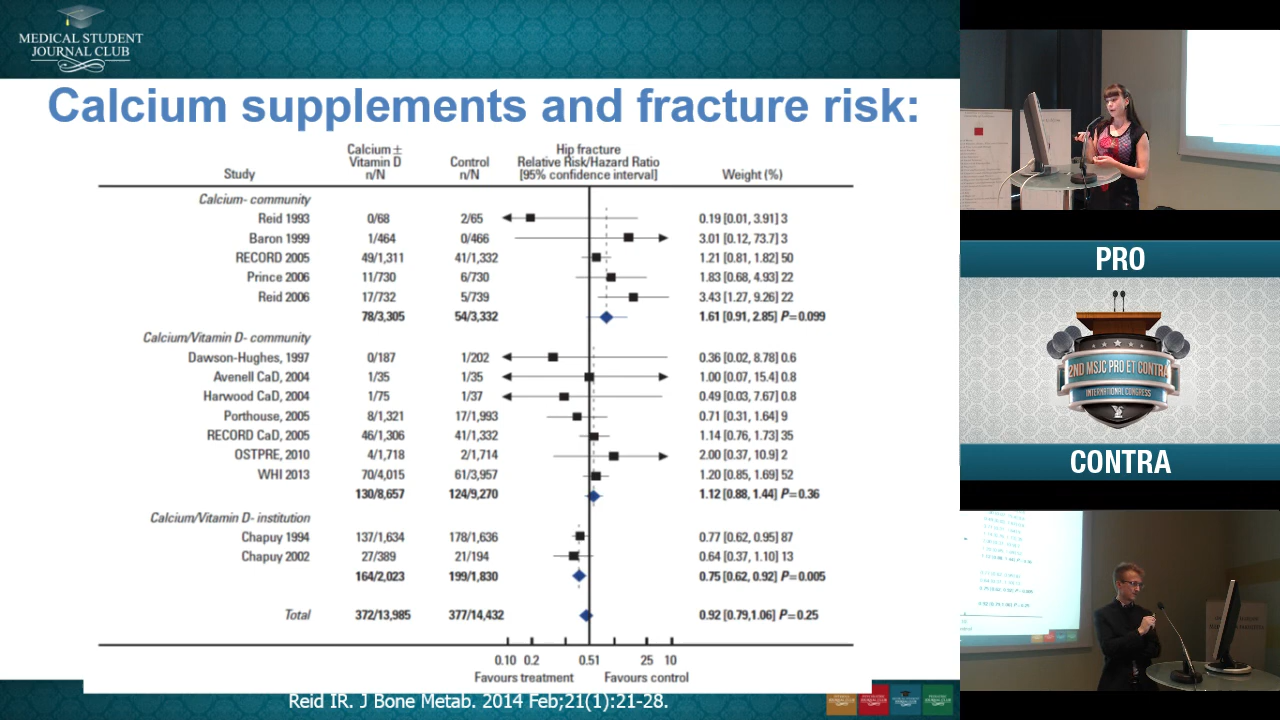 MEDICAL STUDENT
JOURNAL CLUB
Calcium supplements and fracture risk:
Study
Calcium ±
Vitamin D
n/N
Control
n/N
Hip fracture
Relative Risk/Hazard Ratio
[95% confidence interval]
Weight (%)
Calcium- community
Reid 1993 0/68 2/65 0.19 [0.01, 3.91] 3
Baron 1999 1/464 0/466 3.01 [0.12, 73.7] 3
RECORD 2005 49/1,311 41/1,332 1.21 [0.81, 1.82] 50
Prince 2006 11/730 6/730 1.83 [0.68, 4.93] 22
Reid 2006 17/732 5/739 3.43 [1.27, 9.26] 22
78/3,305 54/3,332 1.61 [0.91, 2.85] P=0.099
Calcium/Vitamin D- community
Dawson-Hughes, 1997 0/187 1/202 0.36 [0.02, 8.78] 0.6
Avenell CaD, 2004 1/35 1/35 1.00 [0.07, 15.4] 0.8
Harwood CaD, 2004 1/75 1/37 0.49 [0.03, 7.67] 0.8
Porthouse, 2005 8/1,321 17/1,993 0.71 [0.31, 1.64] 9
RECORD CaD, 2005 46/1,306 41/1,332 1.14 [0.76, 1.73] 35
OSTPRE, 2010 4/1,718 2/1,714 2.00 [0.37, 10.9] 2
WHI 2013 70/4,015 61/3,957 1.20 [0.85, 1.69] 52
130/8,657 124/9,270 1.12 [0.88, 1.44] P=0.36
Calcium/Vitamin D- institution
Chapuy 1994 137/1,634 178/1,636 0.77 [0.62, 0.95] 87
Chapuy 2002 27/389 21/194 0.64 [0.37, 1.10] 13
164/2,023 199/1,830 0.75 [0.62, 0.92] P=0.005
Total 372/13,985 377/14,432 0.92 [0.79,1.06] P=0.25
0.10 0.2 0.51 25 10
Favours treatment Favours control
Reid IR. J Bone Metab. 2014 Feb;21(1):21-28.
PRO
2ND MSJC PRO ET CONTRA
INTERNATIONAL CONGRESS
CONTRA